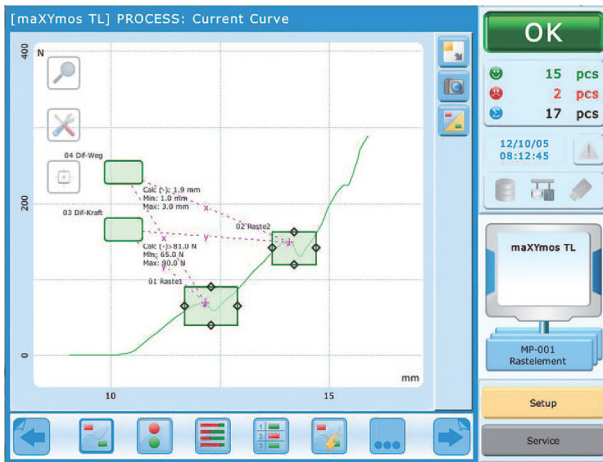 [maXYmos TL] PROCESS: Current Curve
OK
15 pcs
2 pcs
17 pcs
12/10/05
08:12:45
400
N
04 Dif-Weg
Calc (-): 1.9 mm
Min: 1.0 mm
Max: 3.0 mm
200
03 Dif-Kraft
02 Raste2
Calc (-): 81.0 N
Min: 65.0 N
Max: 90.0 N
01 Raste1
0
mm
10
15
maXYmos TL
MP-001
Rastelement
Setup
Service
1
2
3